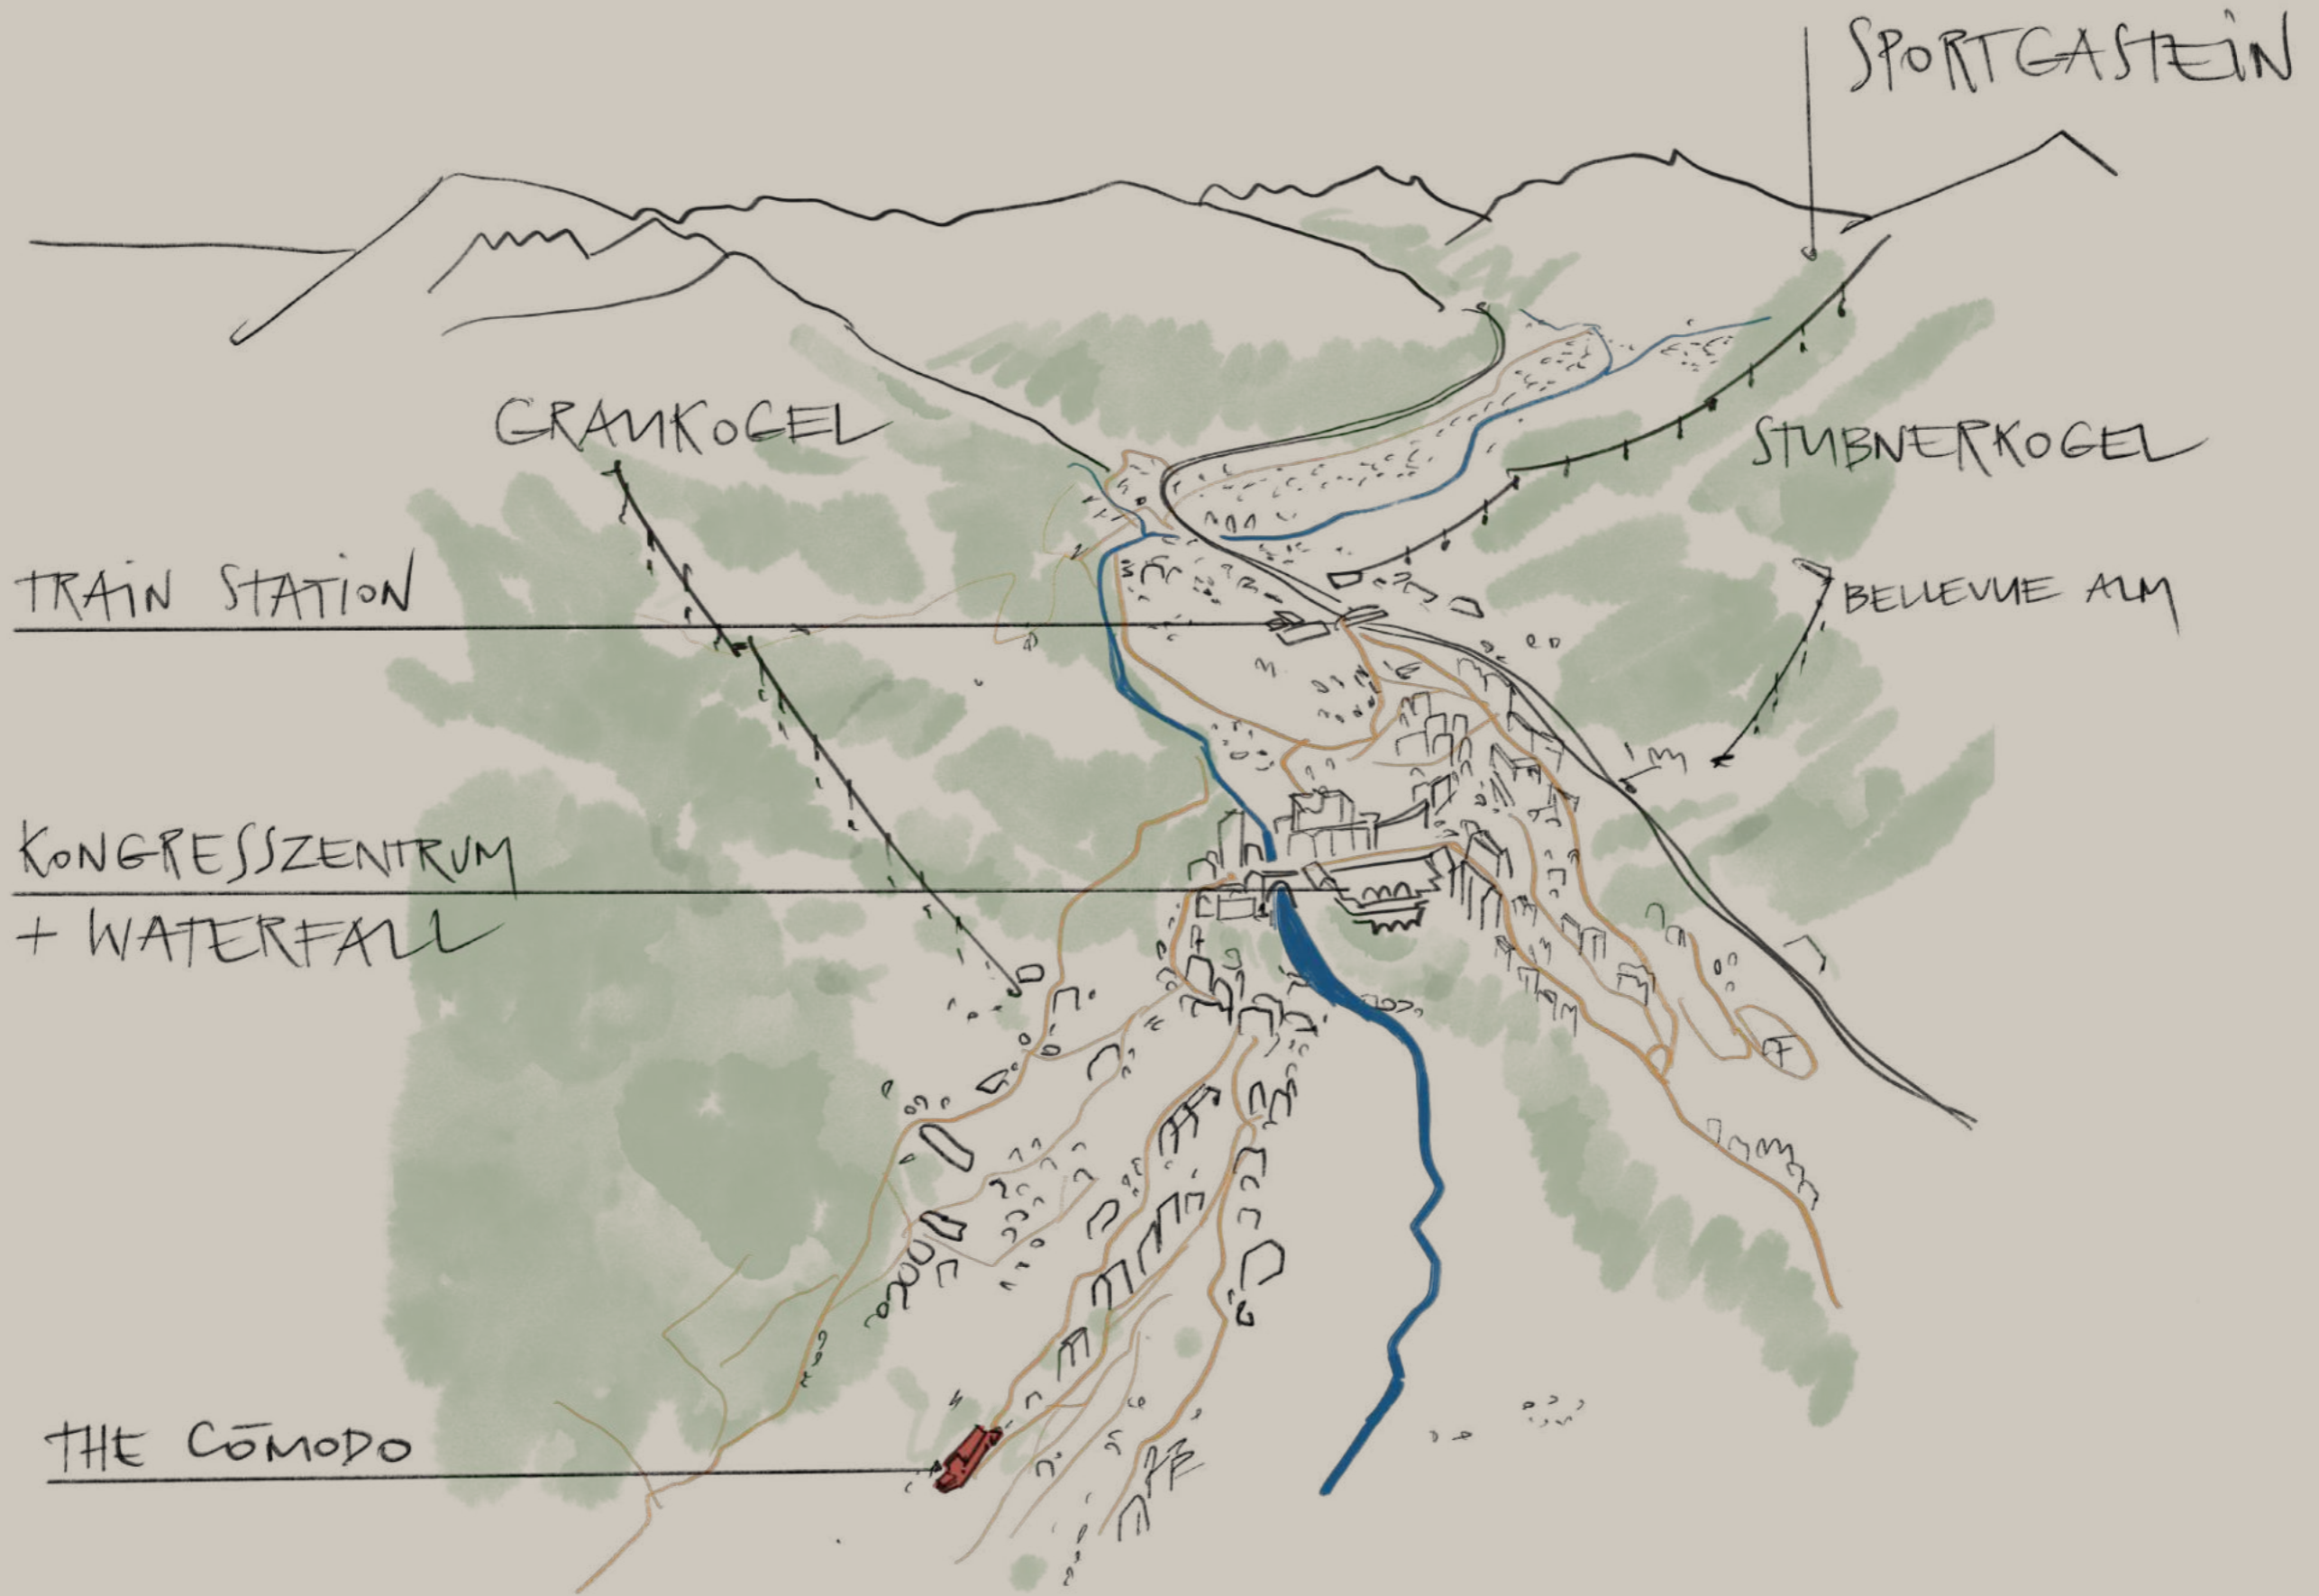 SPORTGASTEIN
GRAUKOGEL
STUBNERKOGEL
TRAIN STATION
BELLEVUE ALM
KONGRESSZENTRUM
+ WATERFALL
THE CŌMODO